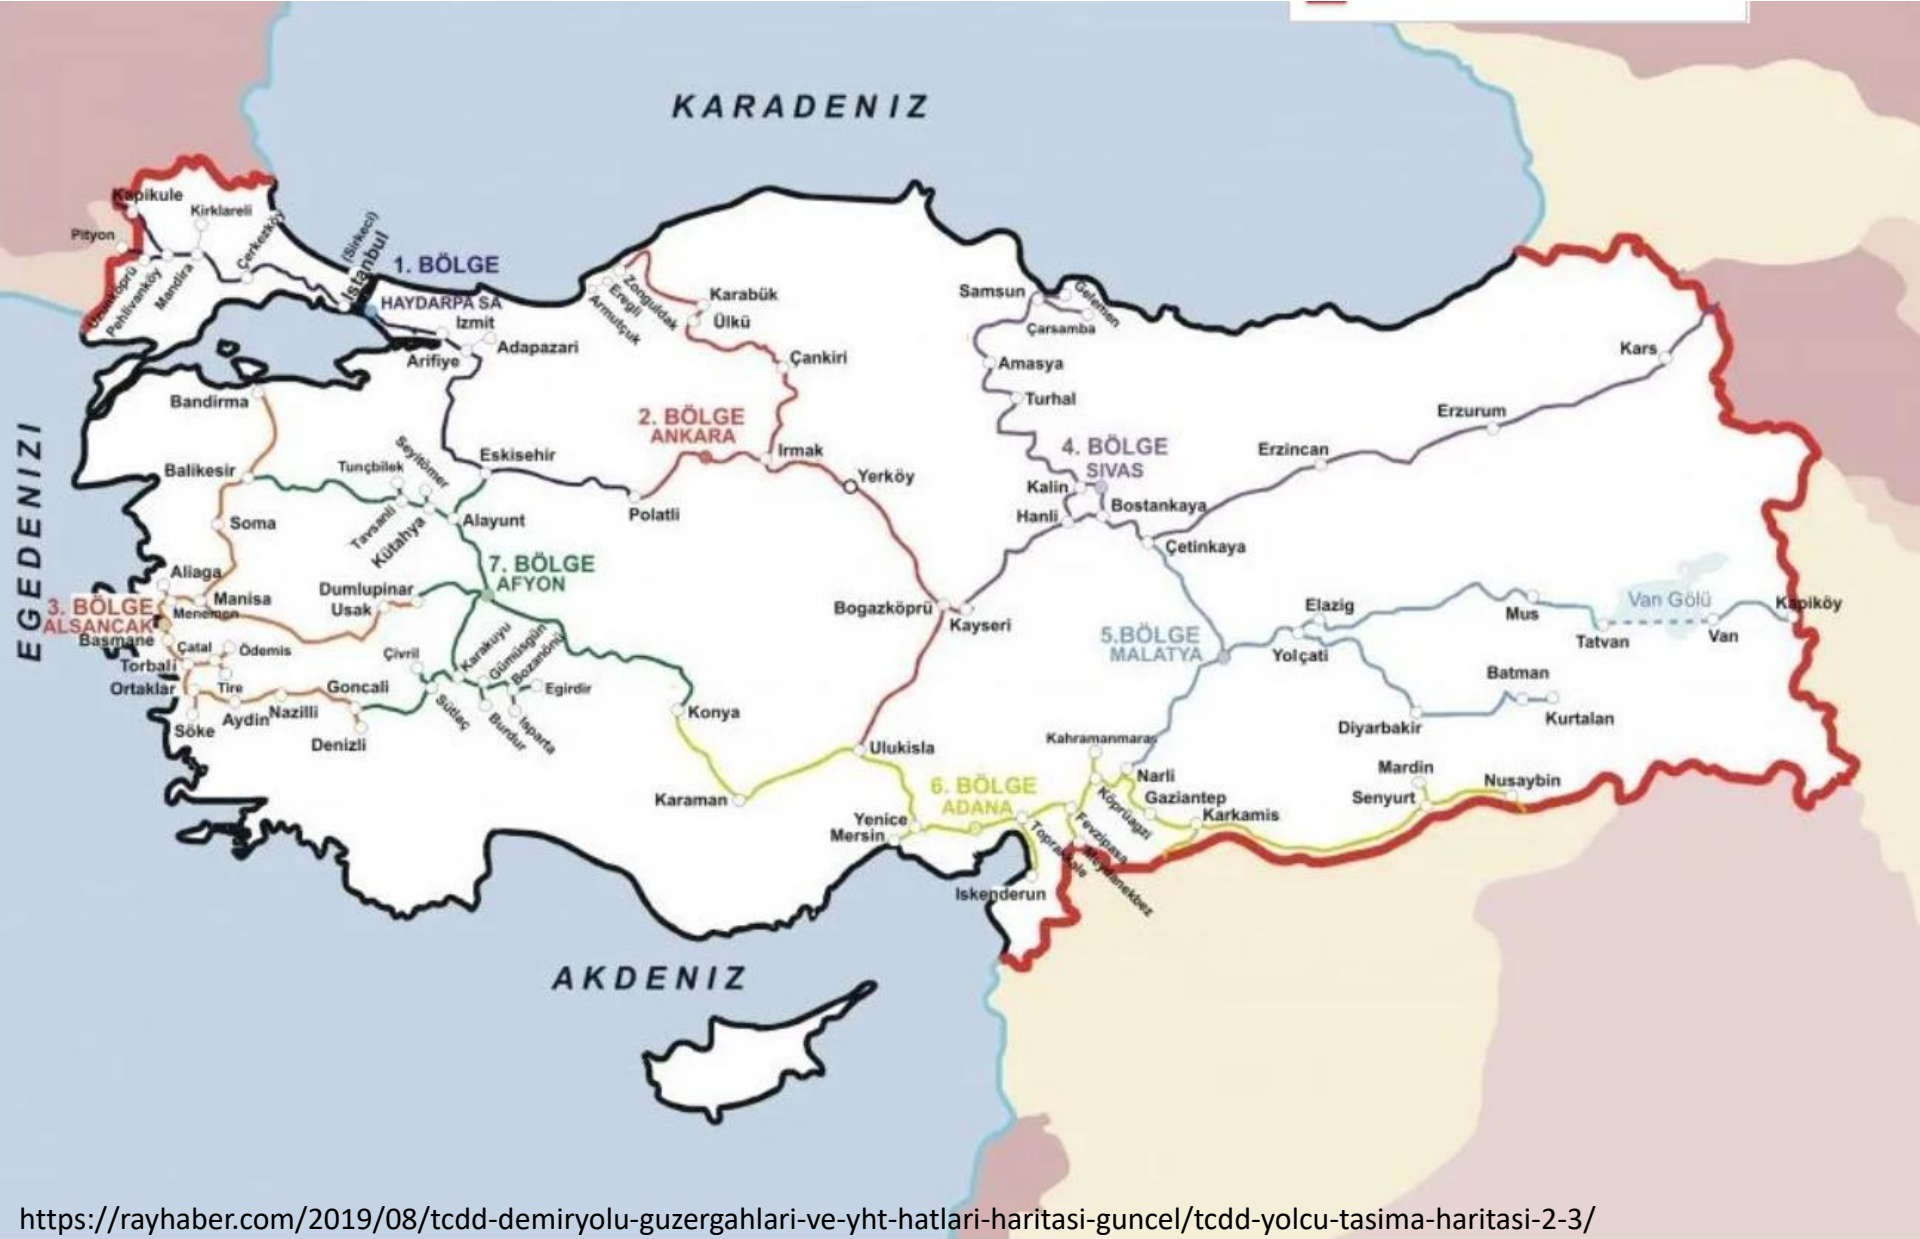 KARADENIZ
Kapikule
Kirklareli
Pityon
Çerkezköy
(Sirkeci)
Istanbul
Uzunköprü
Pehlivanköy
Mandira
1. BÖLGE
HAYDARPA SA
Izmit
Adapazari
Arifiye
Zonguldak
Eregli
Armutçuk
Karabük
Ülkü
Çankiri
Samsun
Gelemen
Çarsamba
Amasya
Turhal
Kars
Erzurum
Erzincan
Bandirma
2. BÖLGE
ANKARA
Irmak
Yerköy
4. BÖLGE
SIVAS
Kalin
Hanli
Bostankaya
Çetinkaya
EGEDENIZI
Balikesir
Tunçbilek
Seyitömer
Eskisehir
Polatli
Soma
Tavsanli
Kütahya
Alayunt
Aliaga
7. BÖLGE
AFYON
Dumlupinar
Usak
Manisa
Menemen
3. BÖLGE
ALSANCAK
Basmane
Çatal
Ödemis
Torbali
Ortaklar
Tire
Söke
Aydin
Nazilli
Goncali
Denizli
Çivril
Sütlaç
Karakuyu
Gümüsgün
Bozanönü
Egirdir
Burdur
Isparta
Bogazköprü
Kayseri
5.BÖLGE
MALATYA
Elazig
Yolçati
Mus
Tatvan
Van Gölü
Van
Kapiköy
Batman
Kurtalan
Diyarbakir
Konya
Karaman
Ulukisla
Kahramanmaras
Narli
Köprüagzi
Gaziantep
Karkamis
Mardin
Senyurt
Nusaybin
6. BÖLGE
ADANA
Yenice
Mersin
Toprakkale
Fevzipasa
Meydanekbez
Iskenderun
AKDENIZ
https://rayhaber.com/2019/08/tcdd-demiryolu-guzergahlari-ve-yht-hatlari-haritasi-guncel/tcdd-yolcu-tasima-haritasi-2-3/